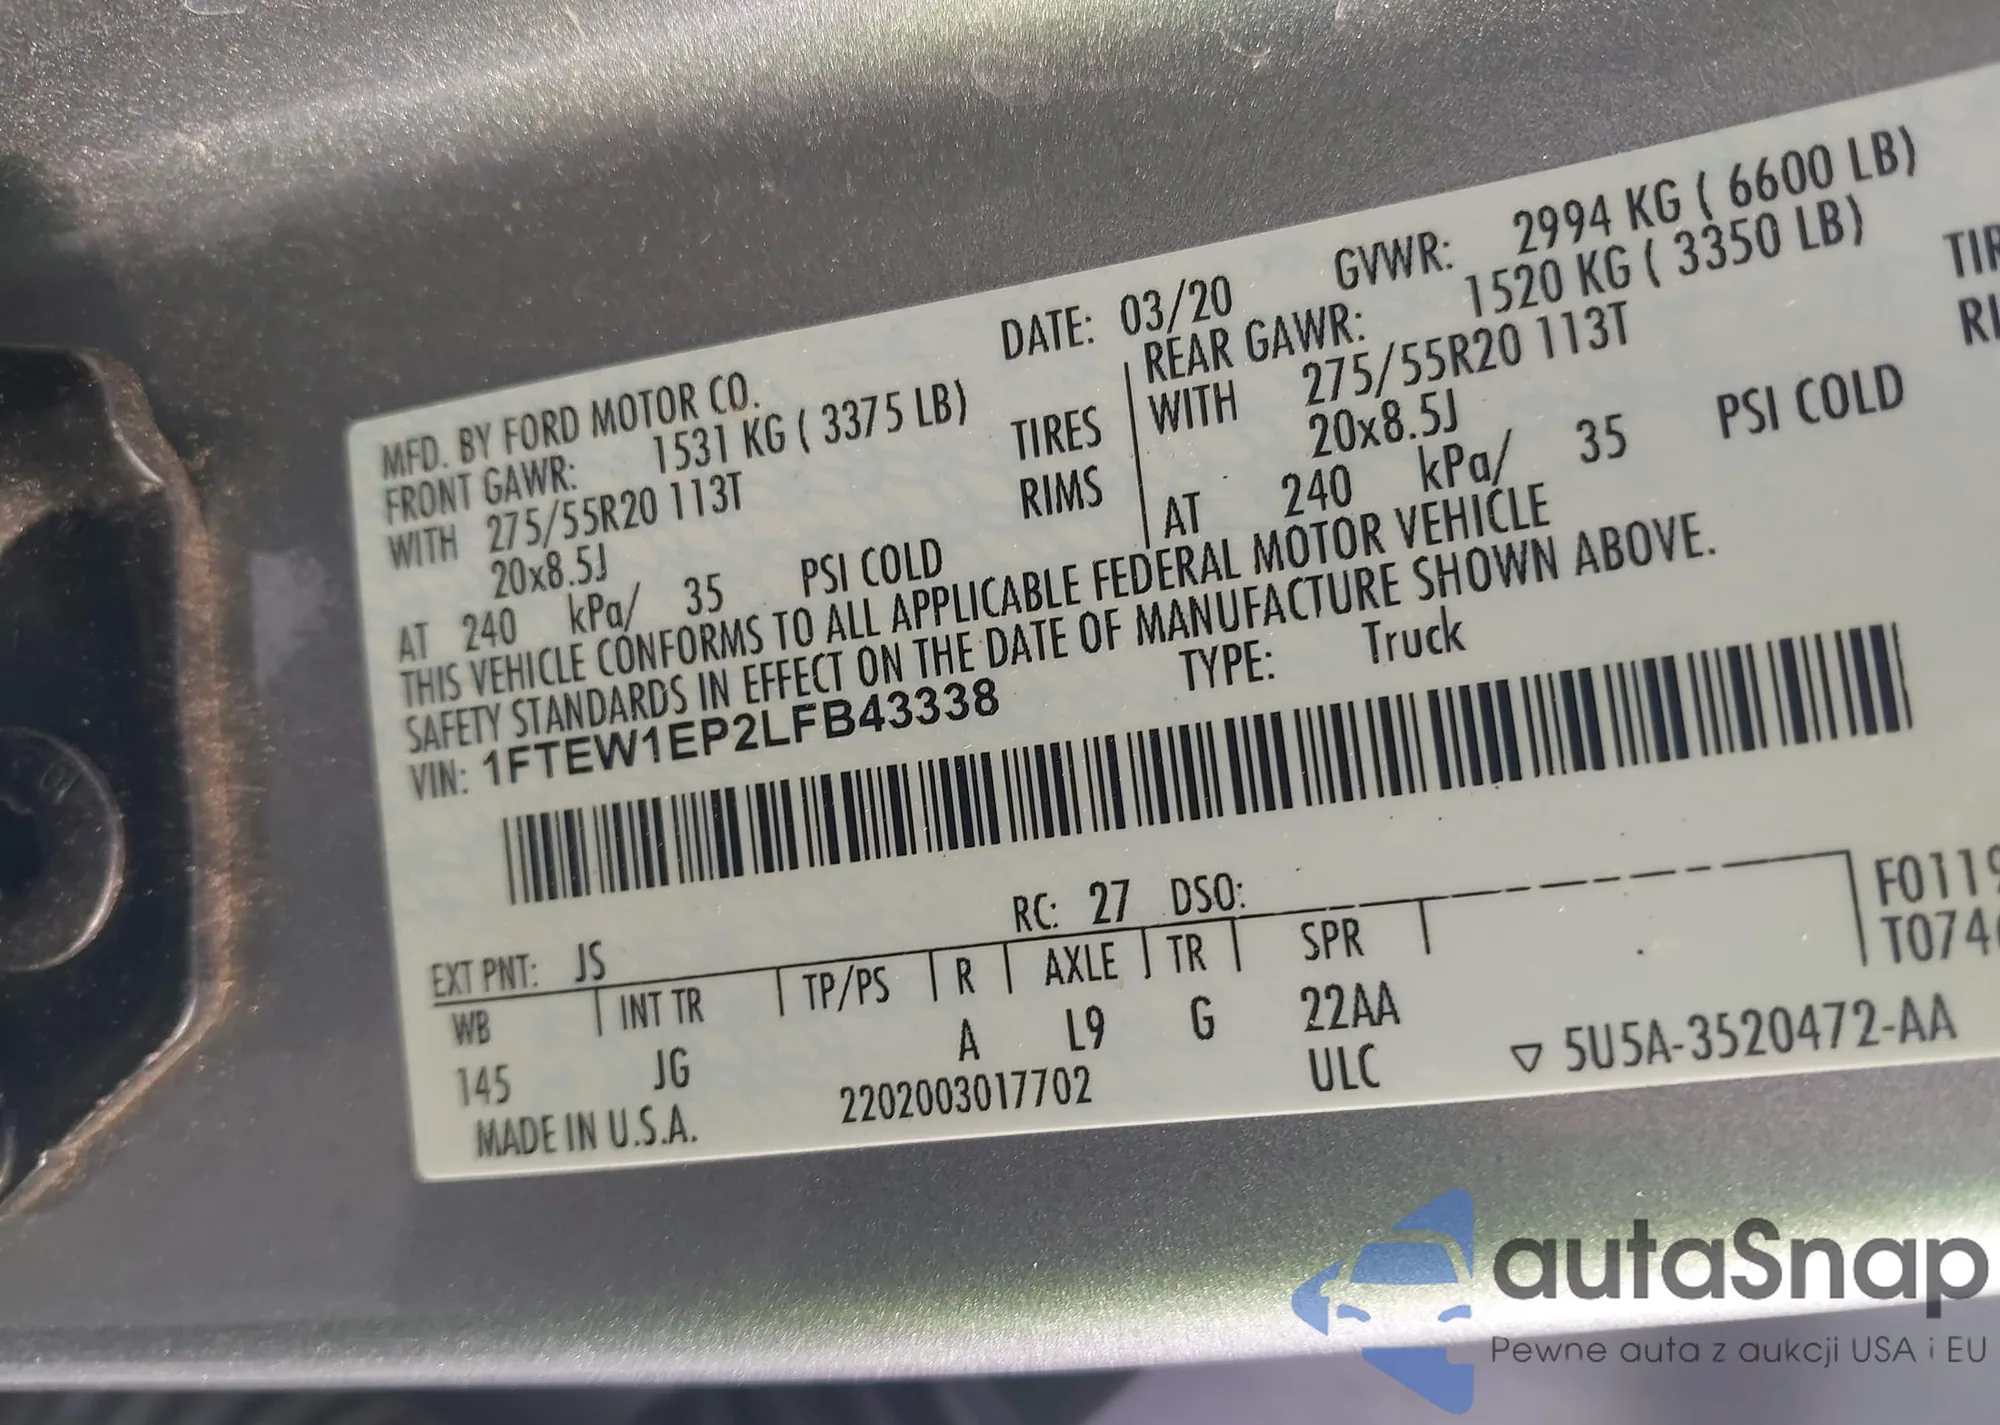 MFD. BY FORD MOTOR CO.
DATE: 03/20
GVWR: 2994 KG ( 6600 LB)
FRONT GAWR: 1531 KG ( 3375 LB)
REAR GAWR: 1520 KG ( 3350 LB)
WITH 275/55R20 113T TIRES
WITH 275/55R20 113T
20x8.5J RIMS
20x8.5J
AT 240 kPa/ 35 PSI COLD
AT 240 kPa/ 35 PSI COLD
THIS VEHICLE CONFORMS TO ALL APPLICABLE FEDERAL MOTOR VEHICLE
SAFETY STANDARDS IN EFFECT ON THE DATE OF MANUFACTURE SHOWN ABOVE.
VIN: 1FTEW1EP2LFB43338
TYPE: Truck
RC: 27 DSO:
EXT PNT: JS
WB INT TR TP/PS R AXLE TR SPR
145 JG A L9 G 22AA
MADE IN U.S.A. 2202003017702 ULC ▽ 5U5A-3520472-AA
autaSnap
Pewne auta z aukcji USA i EU